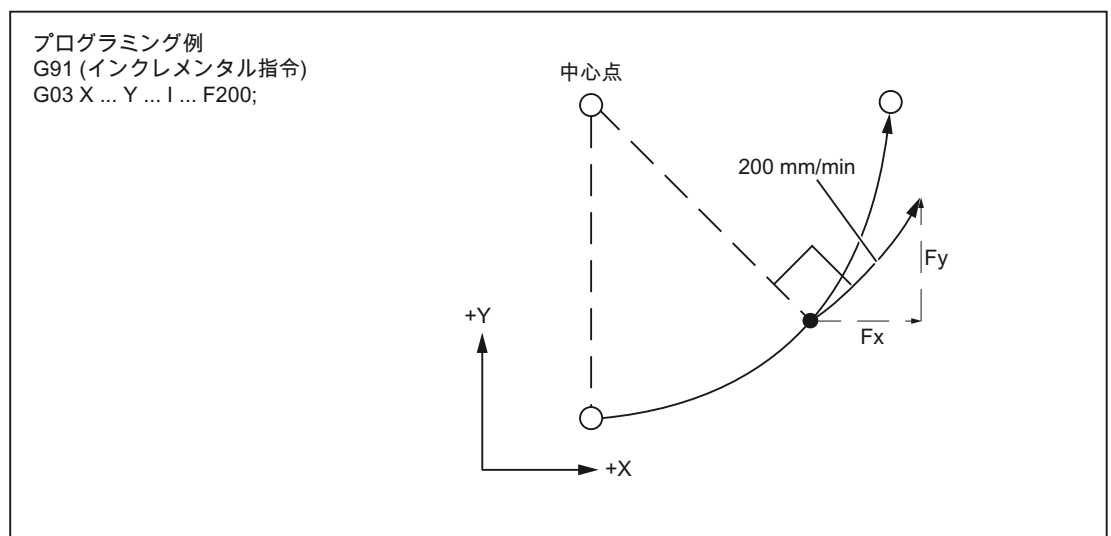 プログラミング例
G91 (インクレメンタル指令)
G03 X ... Y ... I ... F200;
中心点
200 mm/min
Fy
Fx
+Y
+X